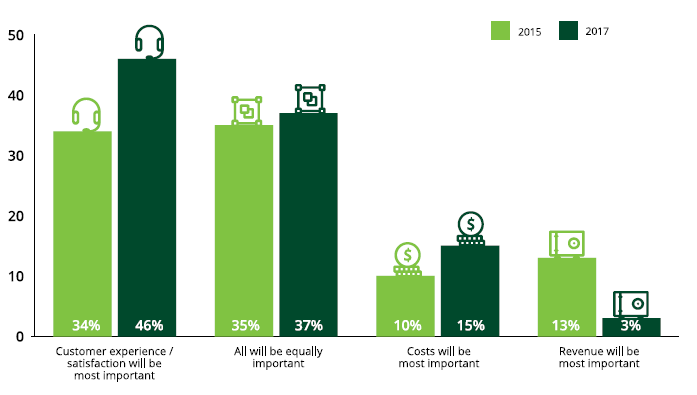 2015 2017
50
40
30
20
10
0
34% 46% 35% 37% 10% 15% 13% 3%
$ $
Customer experience /
satisfaction will be
most important
All will be equally
important
Costs will be
most important
Revenue will be
most important